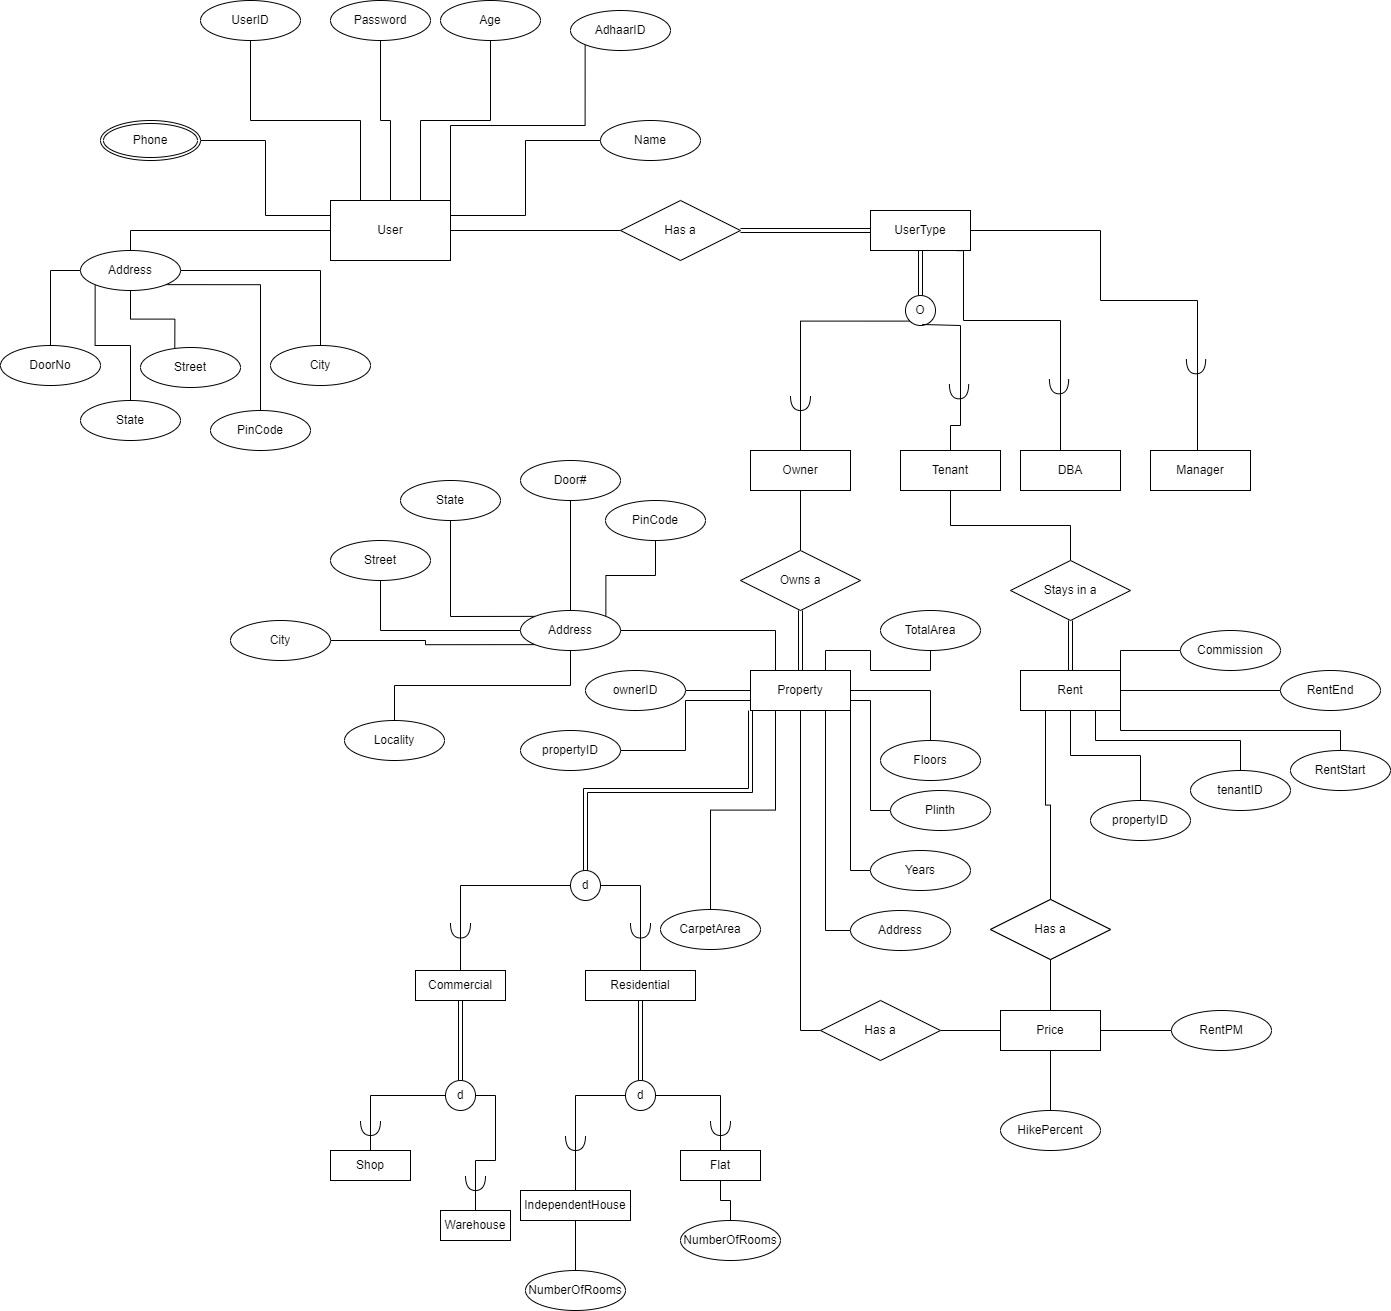 UserID
Password
Age
AdhaarID
Phone
Name
User
Has a
UserType
Address
O
DoorNo
Street
City
State
PinCode
Owner
Tenant
DBA
Manager
Door#
State
PinCode
Street
Owns a
Stays in a
City
Address
TotalArea
Commission
ownerID
Property
Rent
RentEnd
Locality
propertyID
Floors
RentStart
tenantID
Plinth
propertyID
Years
d
CarpetArea
Address
Has a
Commercial
Residential
Has a
Price
RentPM
d
d
HikePercent
Shop
Flat
IndependentHouse
Warehouse
NumberOfRooms
NumberOfRooms